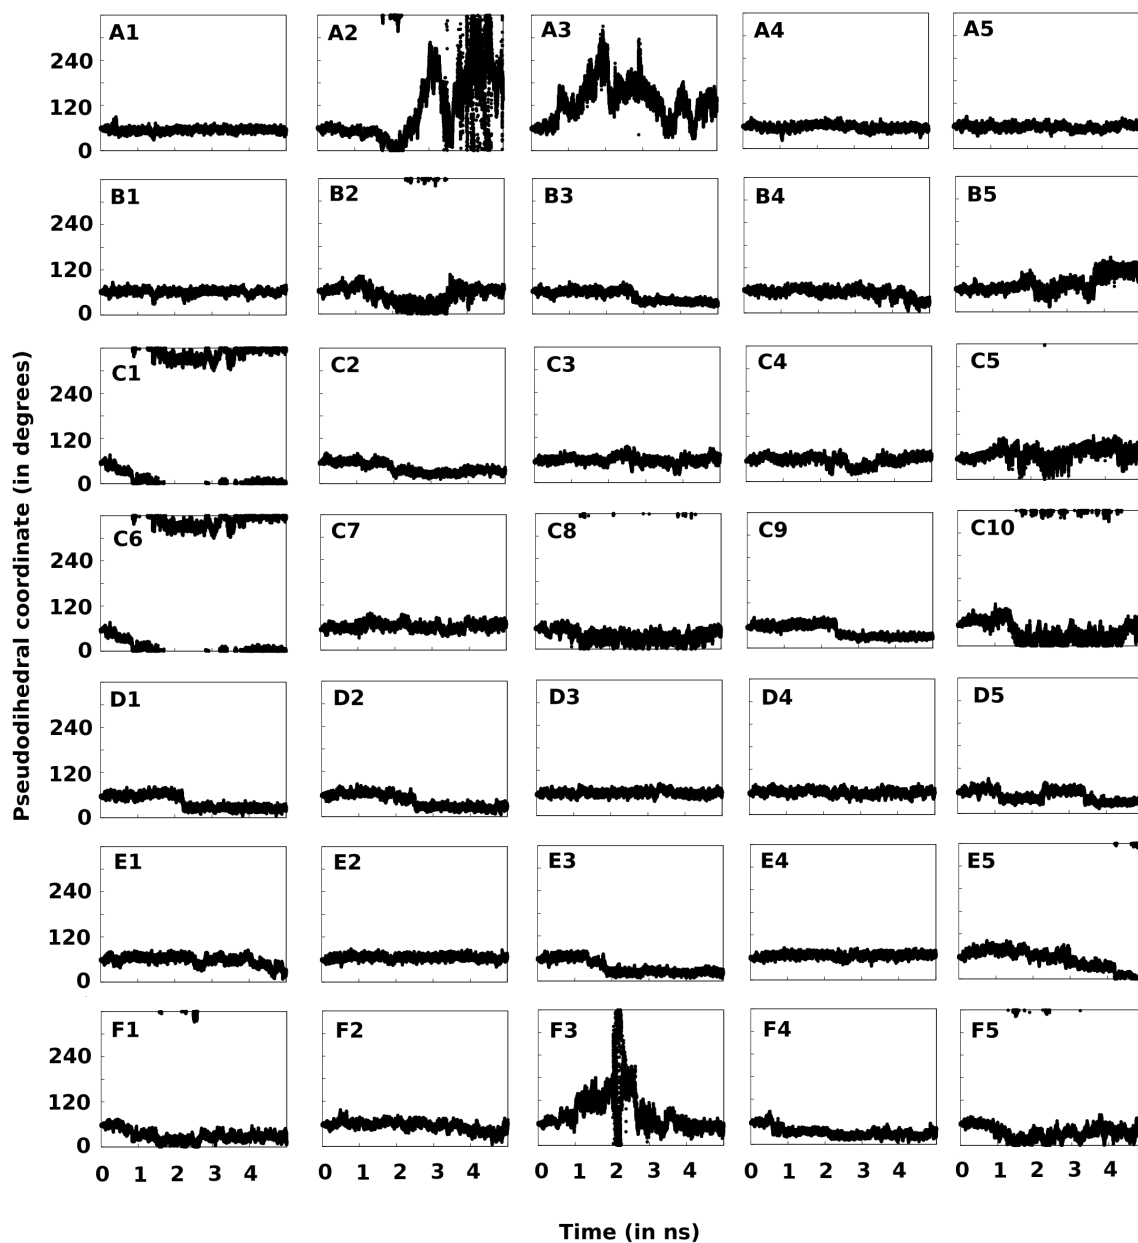 A1 A2 A3 A4 A5
240
120
0
B1 B2 B3 B4 B5
240
120
0
C1 C2 C3 C4 C5
240
120
0
C6 C7 C8 C9 C10
240
120
0
D1 D2 D3 D4 D5
240
120
0
E1 E2 E3 E4 E5
240
120
0
F1 F2 F3 F4 F5
240
120
0
0 1 2 3 4 0 1 2 3 4 0 1 2 3 4 0 1 2 3 4 0 1 2 3 4
Time (in ns)
Pseudodihedral coordinate (in degrees)